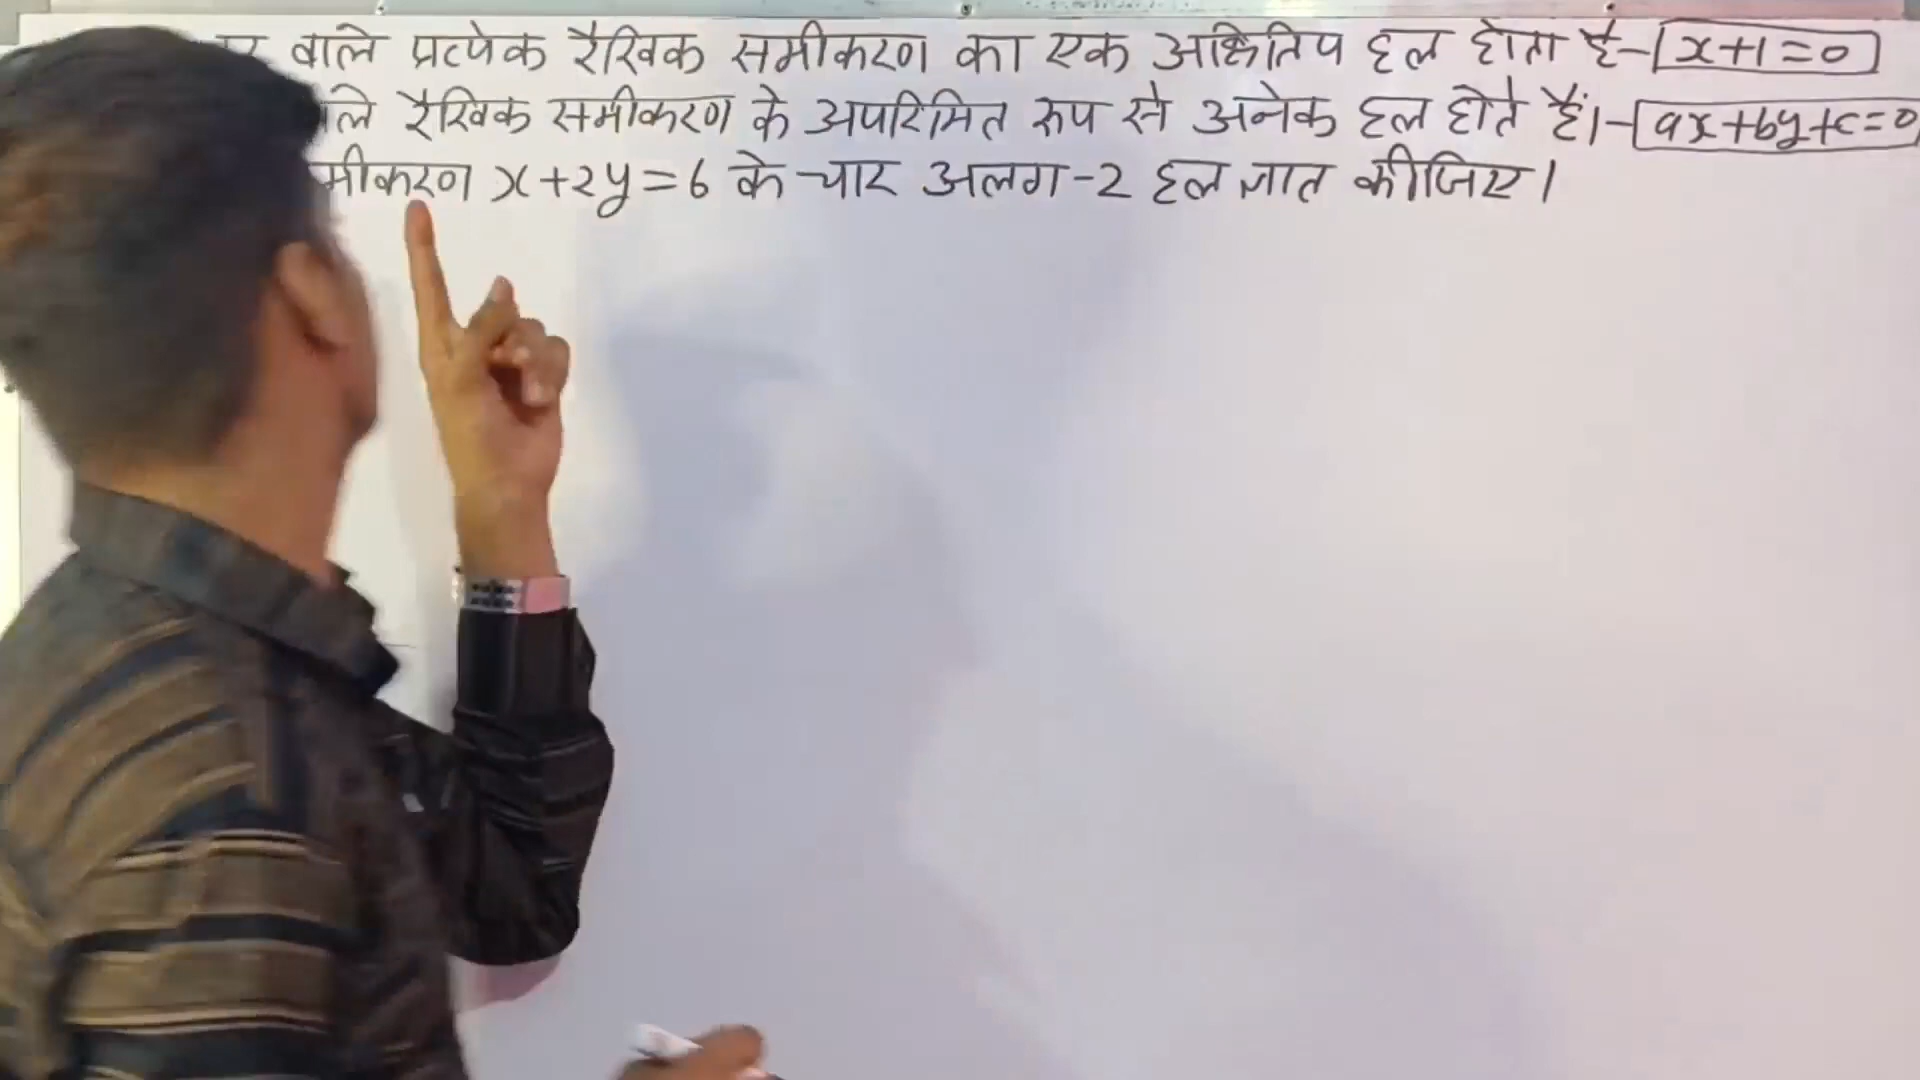 वाले प्रत्येक रैखिक समीकरण का एक अद्वितिय हल होता है - x+1=0
रैखिक समीकरण के अपरिमित रूप से अनेक हल होते हैं। - ax+by+c=0
x+2y=6 के चार अलग-2 हल ज्ञात कीजिए।